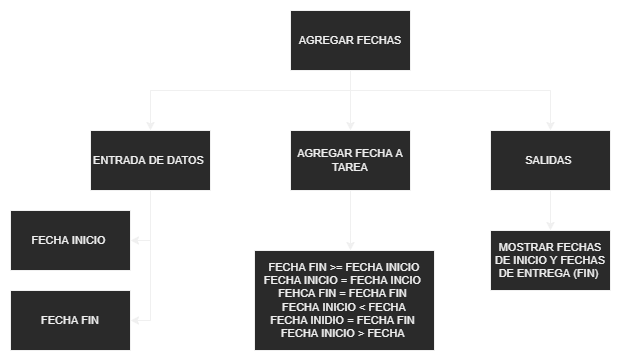 AGREGAR FECHAS
ENTRADA DE DATOS
AGREGAR FECHA A
TAREA
SALIDAS
FECHA INICIO
FECHA FIN
FECHA FIN >= FECHA INICIO
FECHA INICIO = FECHA INCIO
FEHCA FIN = FECHA FIN
FECHA INICIO < FECHA
FECHA INIDIO = FECHA FIN
FECHA INICIO > FECHA
MOSTRAR FECHAS
DE INICIO Y FECHAS
DE ENTREGA (FIN)